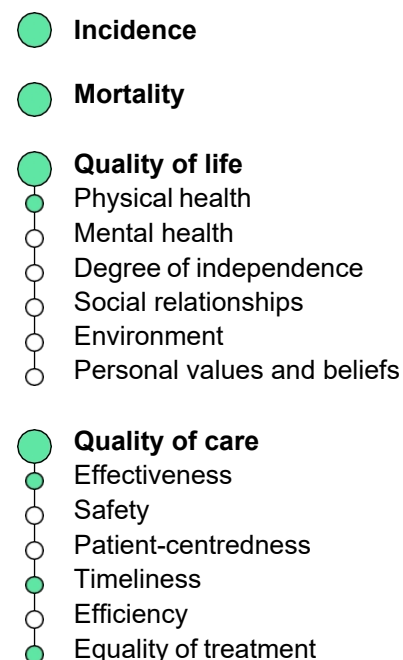 Incidence
Mortality
Quality of life
Physical health
Mental health
Degree of independence
Social relationships
Environment
Personal values and beliefs
Quality of care
Effectiveness
Safety
Patient-centredness
Timeliness
Efficiency
Equality of treatment